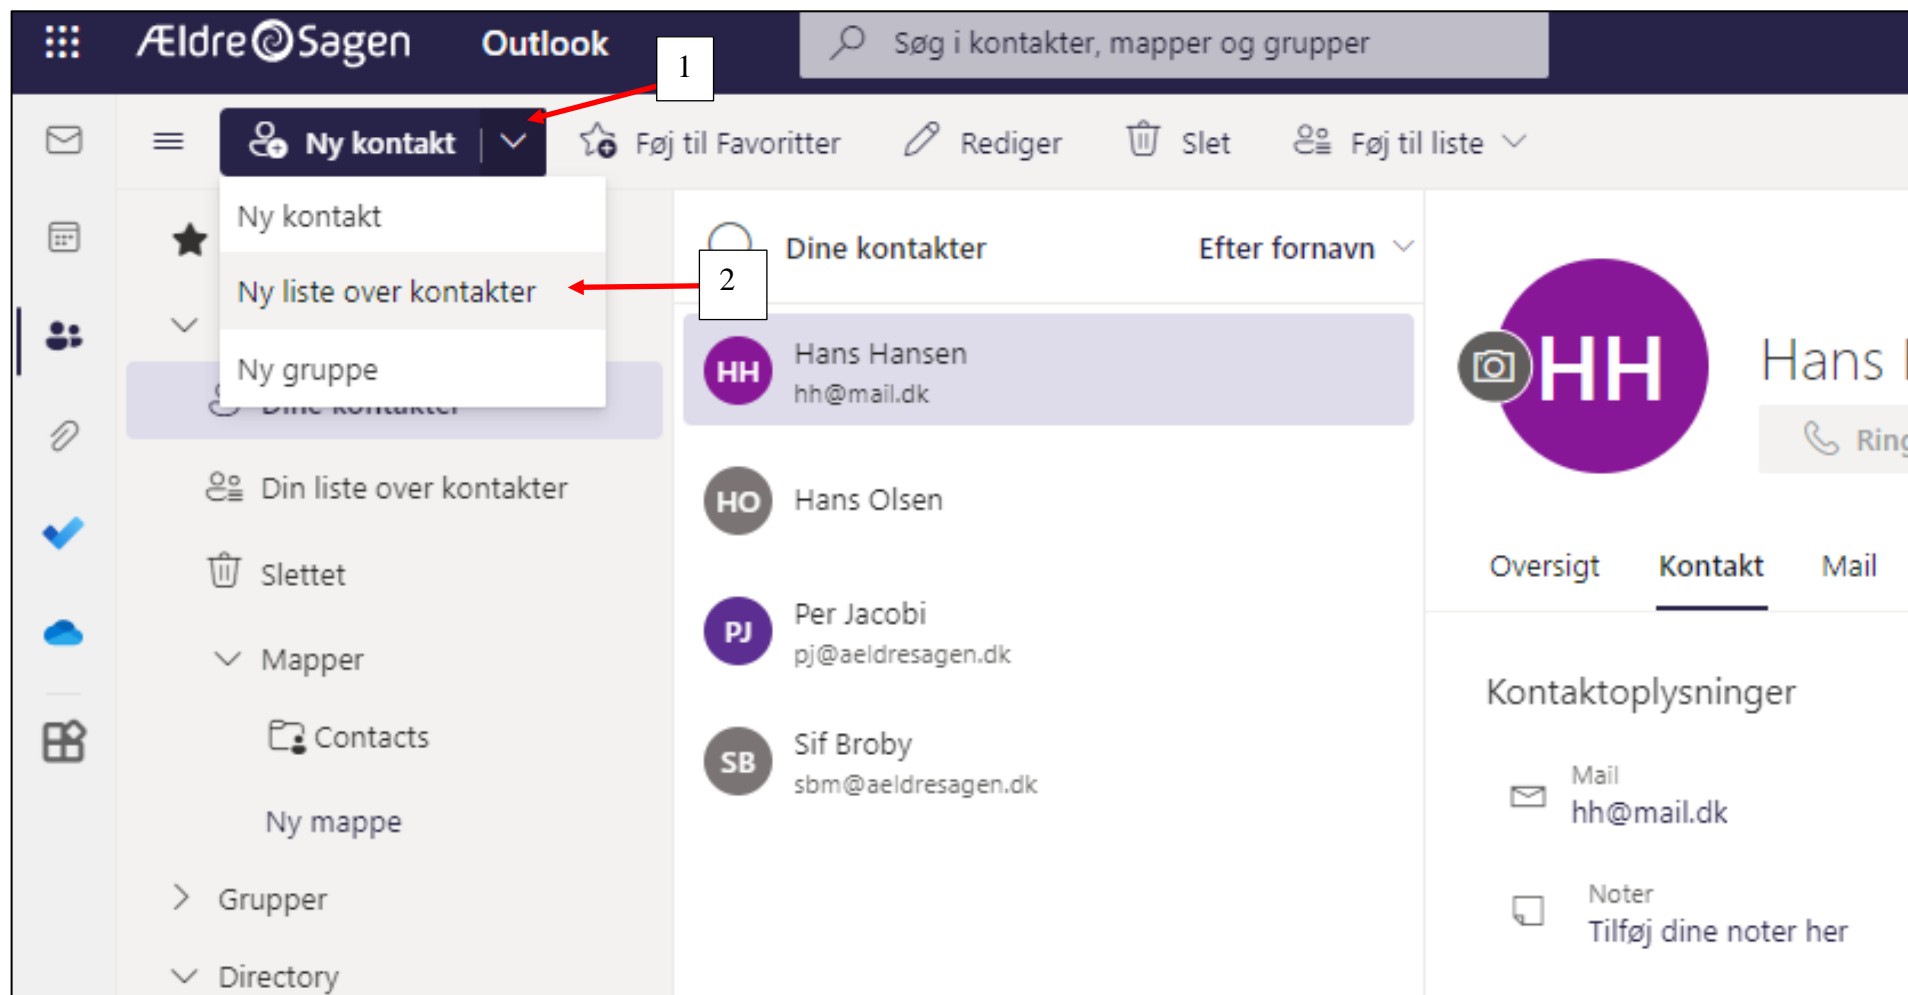 Ældre Sagen
Outlook
Søg i kontakter, mapper og grupper
1
Ny kontakt
Føj til Favoritter
Rediger
Slet
Føj til liste
Ny kontakt
Ny liste over kontakter
Ny gruppe
2
Dine kontakter
Din liste over kontakter
Slettet
Mapper
Contacts
Ny mappe
Grupper
Directory
Dine kontakter
Efter fornavn
HH
Hans Hansen
hh@mail.dk
HO
Hans Olsen
PJ
Per Jacobi
pj@aeldresagen.dk
SB
Sif Broby
sbm@aeldresagen.dk
HH
Hans
Ring
Oversigt
Kontakt
Mail
Kontaktoplysninger
Mail
hh@mail.dk
Noter
Tilføj dine noter her